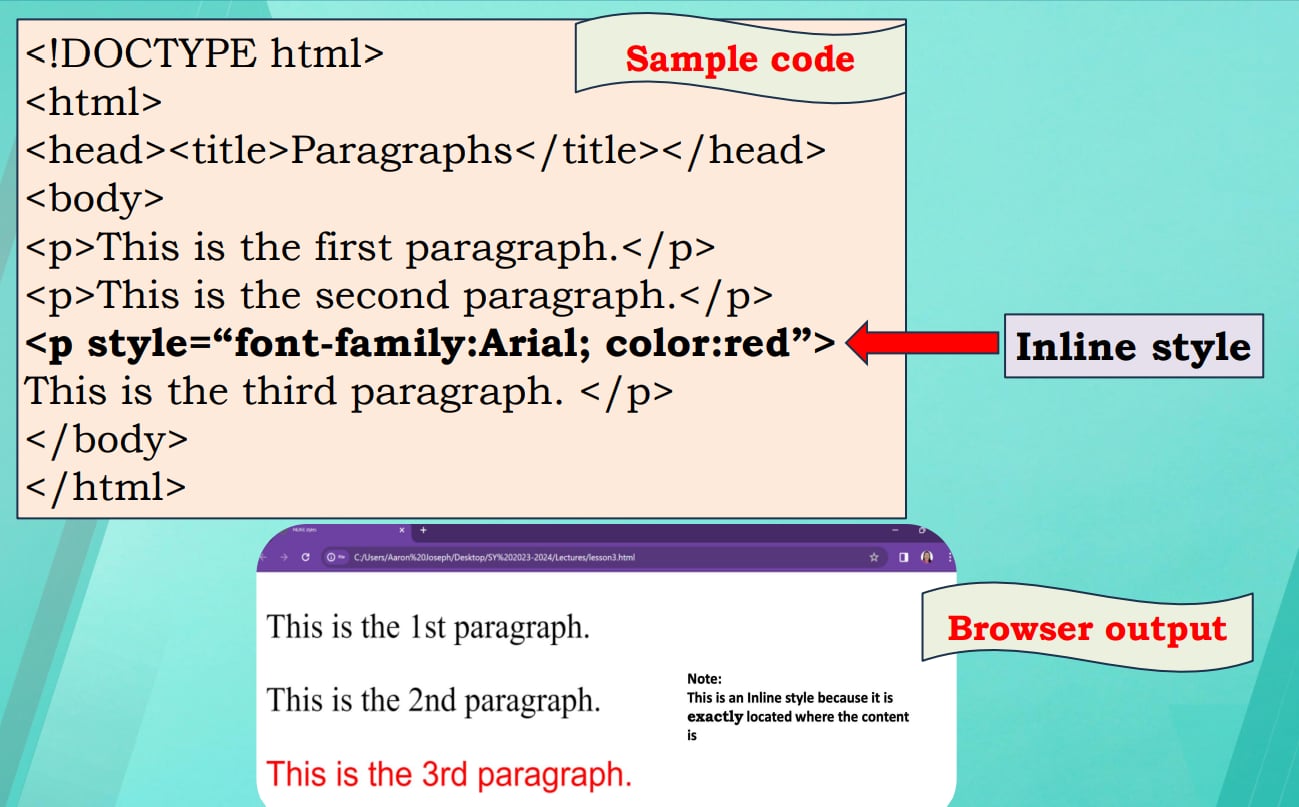 Sample code
<!DOCTYPE html>
<html>
<head><title>Paragraphs</title></head>
<body>
<p>This is the first paragraph.</p>
<p>This is the second paragraph.</p>
<p style=“font-family:Arial; color:red”>
Inline style
This is the third paragraph. </p>
</body>
</html>
C:/Users/Aaron%20Joseph/Desktop/SY%202023-2024/Lectures/lesson3.html
Browser output
This is the 1st paragraph.
This is the 2nd paragraph.
This is the 3rd paragraph.
Note:
This is an Inline style because it is
exactly located where the content
is